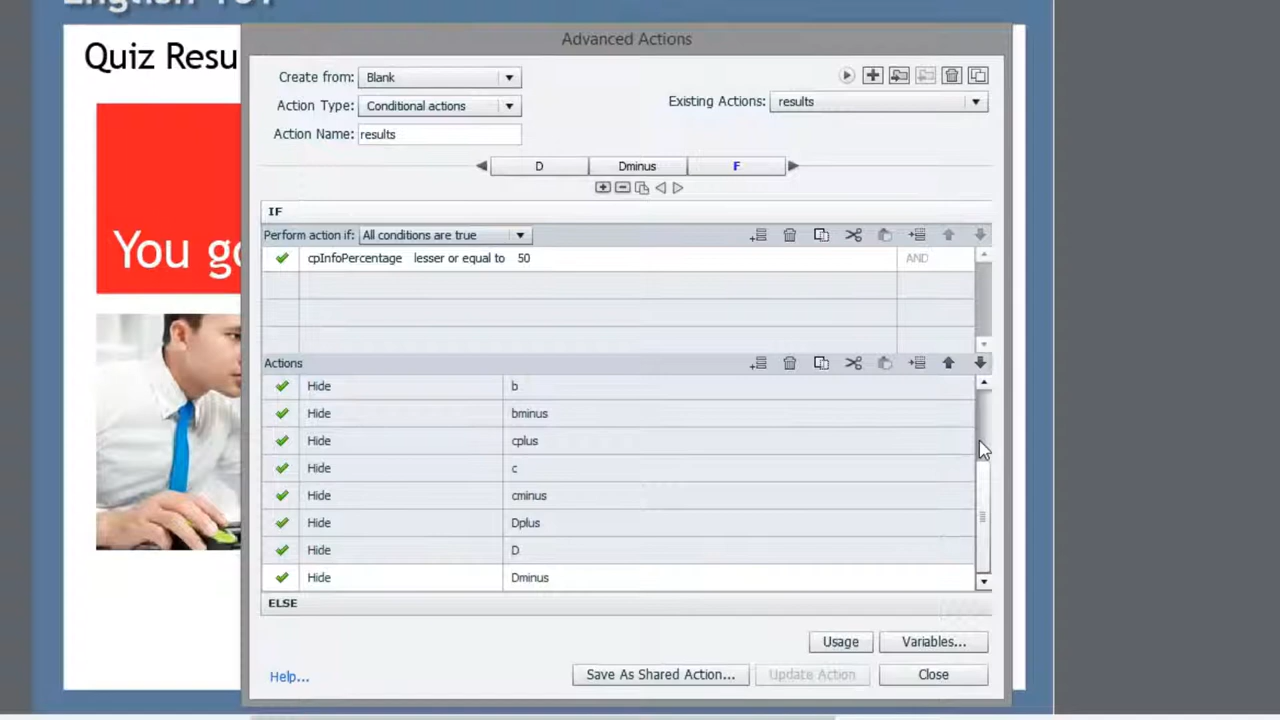 English 101
Advanced Actions
Quiz Resu
Create from: Blank
Action Type: Conditional actions
Existing Actions: results
Action Name: results
D Dminus F
IF
Perform action if: All conditions are true
cpInfoPercentage lesser or equal to 50 AND
You go
Actions
Hide b
Hide bminus
Hide cplus
Hide c
Hide cminus
Hide Dplus
Hide D
Hide Dminus
ELSE
Usage Variables...
Help... Save As Shared Action... Update Action Close